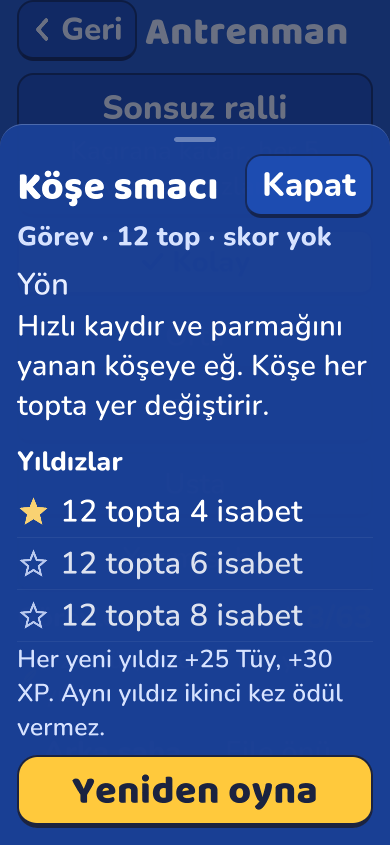 Geri
Antrenman
Sonsuz ralli
Köşe smacı
Kapat
Görev · 12 top · skor yok
Yön
Hızlı kaydır ve parmağını
yanan köşeye eğ. Köşe her
topta yer değiştirir.
Yıldızlar
12 topta 4 isabet
12 topta 6 isabet
12 topta 8 isabet
Her yeni yıldız +25 Tüy, +30
XP. Aynı yıldız ikinci kez ödül
vermez.
Yeniden oyna